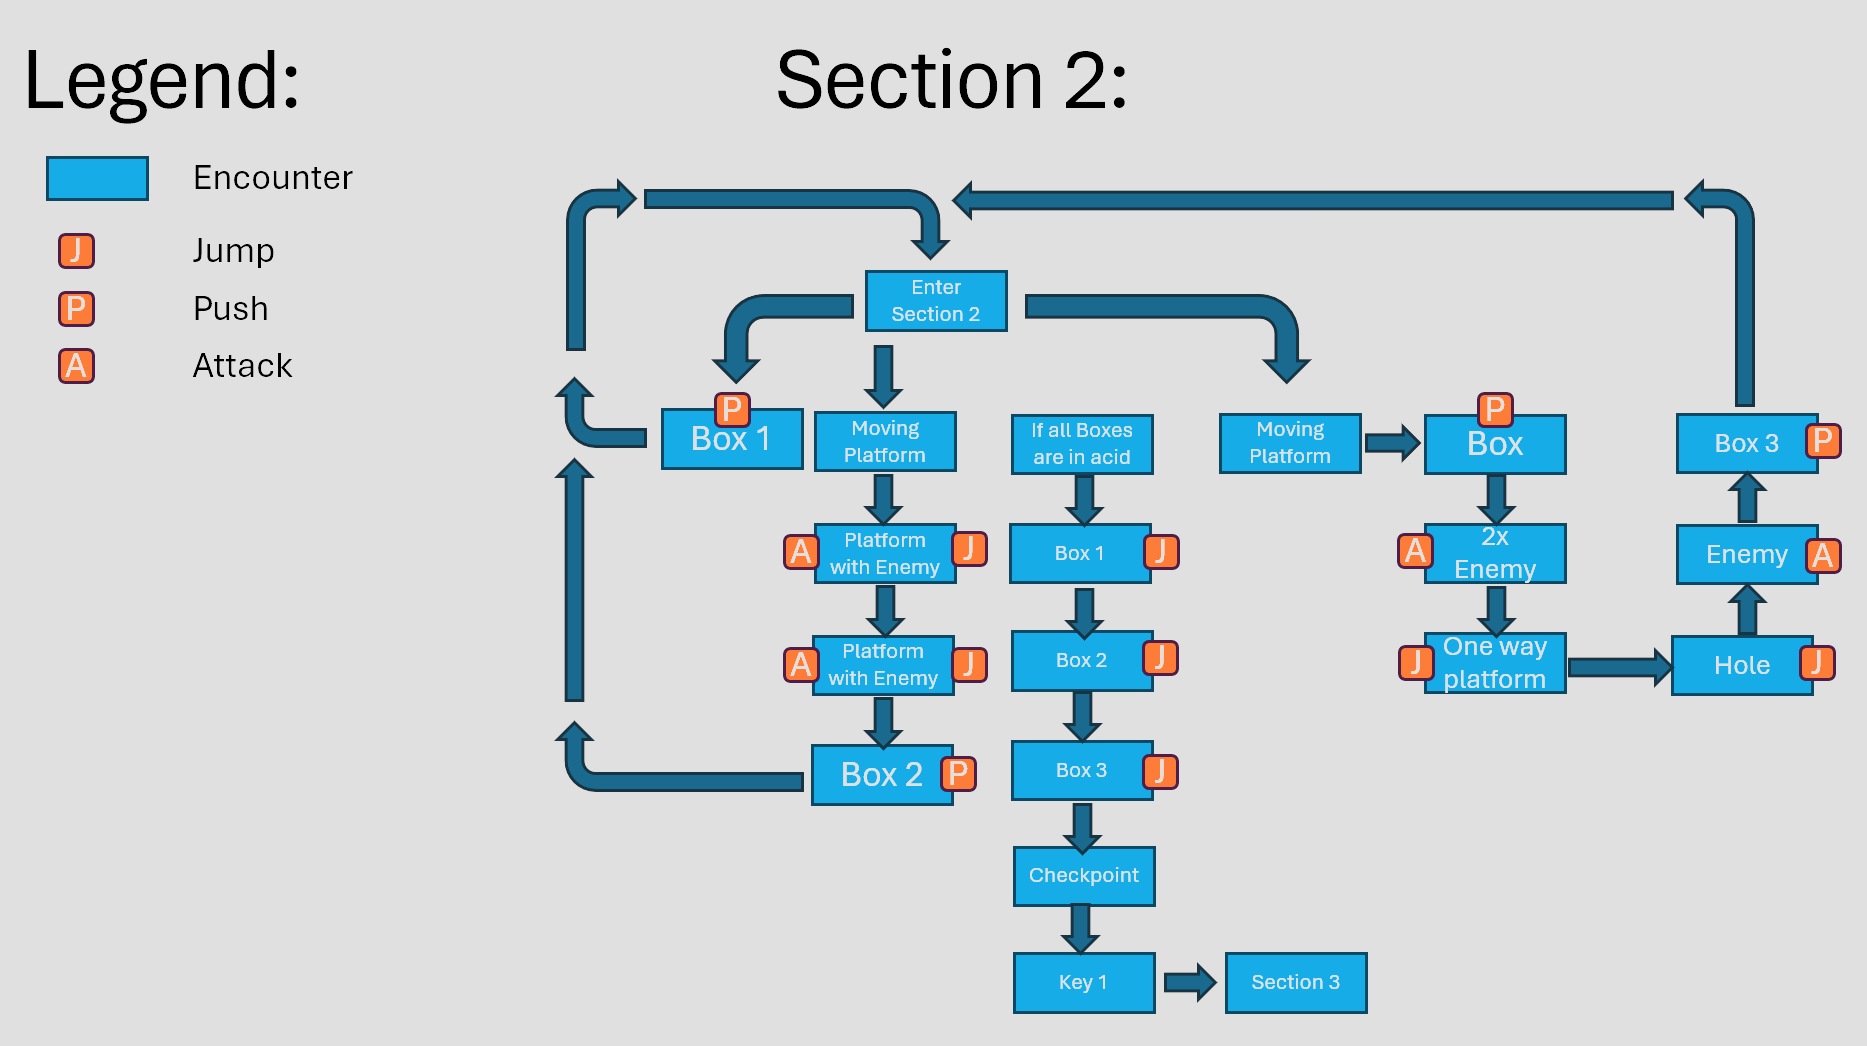 Legend:
Section 2:
Encounter
J
Jump
P
Push
A
Attack
Enter
Section 2
P
Box 1
Moving
Platform
A
Platform
with Enemy
J
A
Platform
with Enemy
J
Box 2
P
If all Boxes
are in acid
Box 1
J
Box 2
J
Box 3
J
Checkpoint
Key 1
Section 3
Moving
Platform
P
Box
A
2x
Enemy
J
One way
platform
Hole
J
Enemy
A
Box 3
P